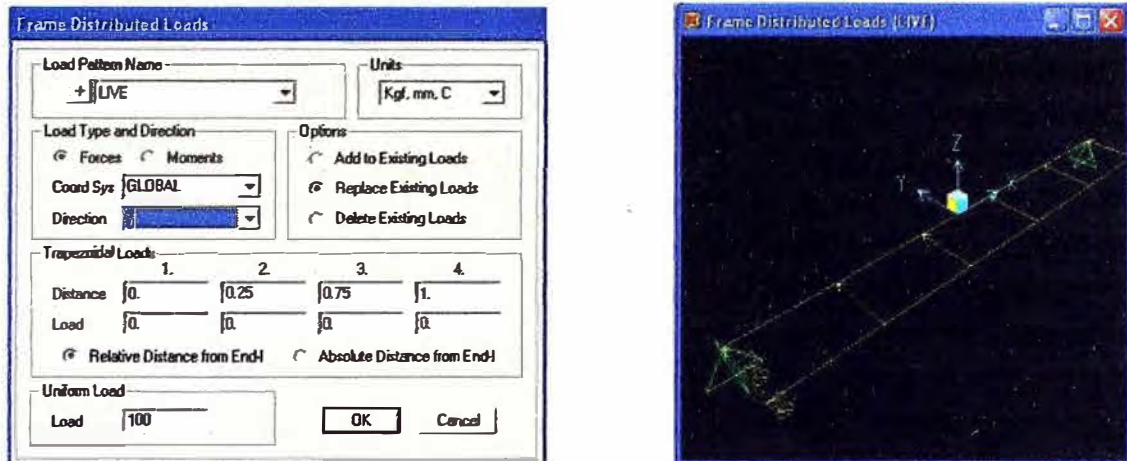 Frame Distributed Loads
Load Pattern Name
+ LIVE
Units
Kgf, mm, C
Load Type and Direction
Forces Moments
Coord Sys GLOBAL
Direction
Options
Add to Existing Loads
Replace Existing Loads
Delete Existing Loads
Trapezoidal Loads
1. 2. 3. 4.
Distance 0. 0.25 0.75 1.
Load 0. 0. 0. 0.
Relative Distance from End-I Absolute Distance from End-I
Uniform Load
Load 100
OK Cancel
Frame Distributed Loads (LIVE)
Z
Y
X